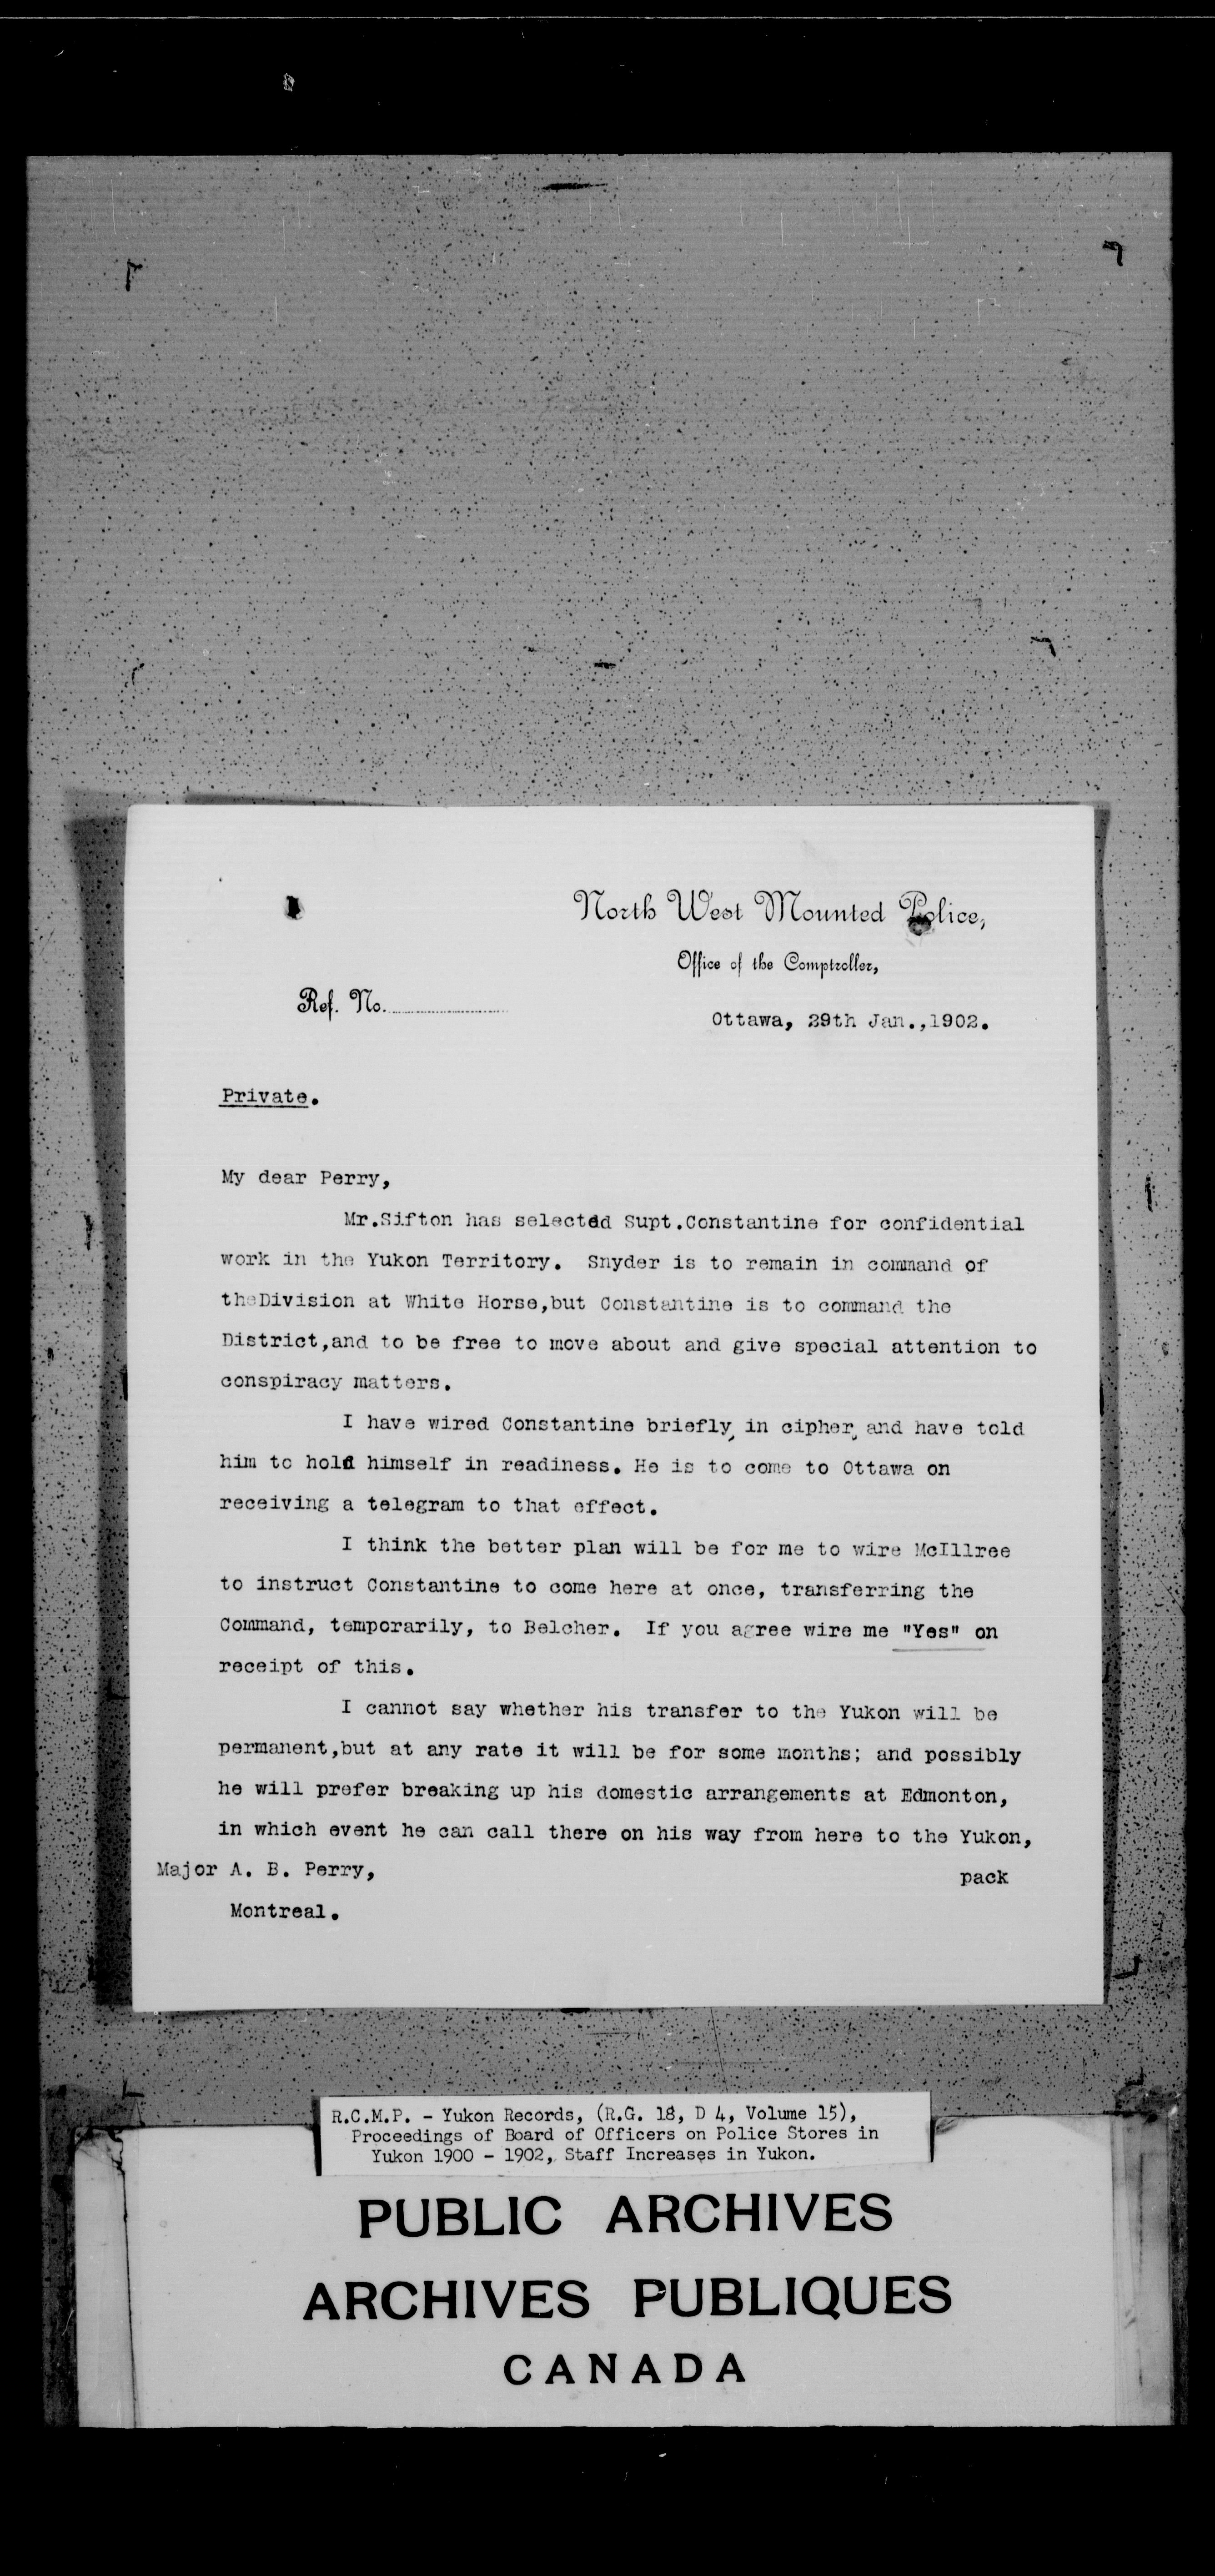 North West Mounted Police,
Office of the Comptroller,
Ref. No.
Ottawa, 29th Jan.,1902.
Private.
My dear Perry,
Mr.Sifton has selected Supt.Constantine for confidential
work in the Yukon Territory. Snyder is to remain in command of
theDivision at White Horse,but Constantine is to command the
District,and to be free to move about and give special attention to
conspiracy matters.
I have wired Constantine briefly, in cipher, and have told
him to hold himself in readiness. He is to come to Ottawa on
receiving a telegram to that effect.
I think the better plan will be for me to wire McIllree
to instruct Constantine to come here at once, transferring the
Command, temporarily, to Belcher. If you agree wire me "Yes" on
receipt of this.
I cannot say whether his transfer to the Yukon will be
permanent,but at any rate it will be for some months; and possibly
he will prefer breaking up his domestic arrangements at Edmonton,
in which event he can call there on his way from here to the Yukon,
Major A. B. Perry,
pack
Montreal.
R.C.M.P. - Yukon Records, (R.G. 18, D 4, Volume 15),
Proceedings of Board of Officers on Police Stores in
Yukon 1900 - 1902, Staff Increases in Yukon.
PUBLIC ARCHIVES
ARCHIVES PUBLIQUES
CANADA